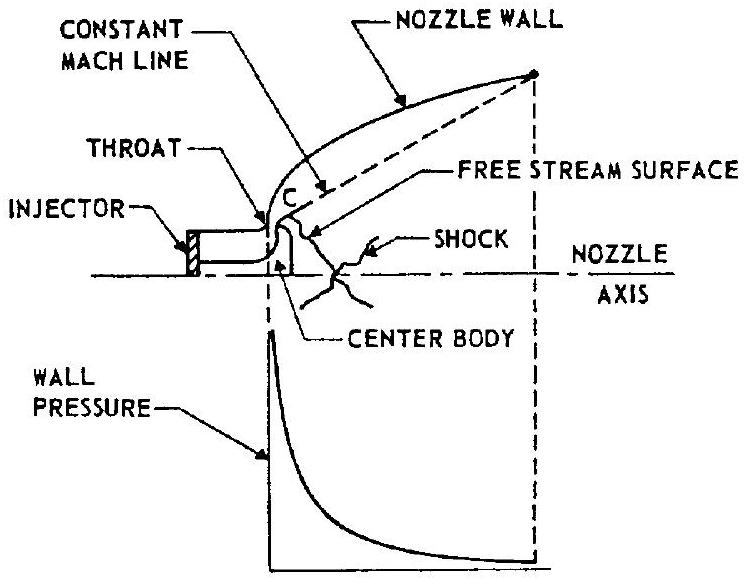 CONSTANT
MACH LINE
NOZZLE WALL
THROAT
C
FREE STREAM SURFACE
INJECTOR
SHOCK
NOZZLE
AXIS
CENTER BODY
WALL
PRESSURE